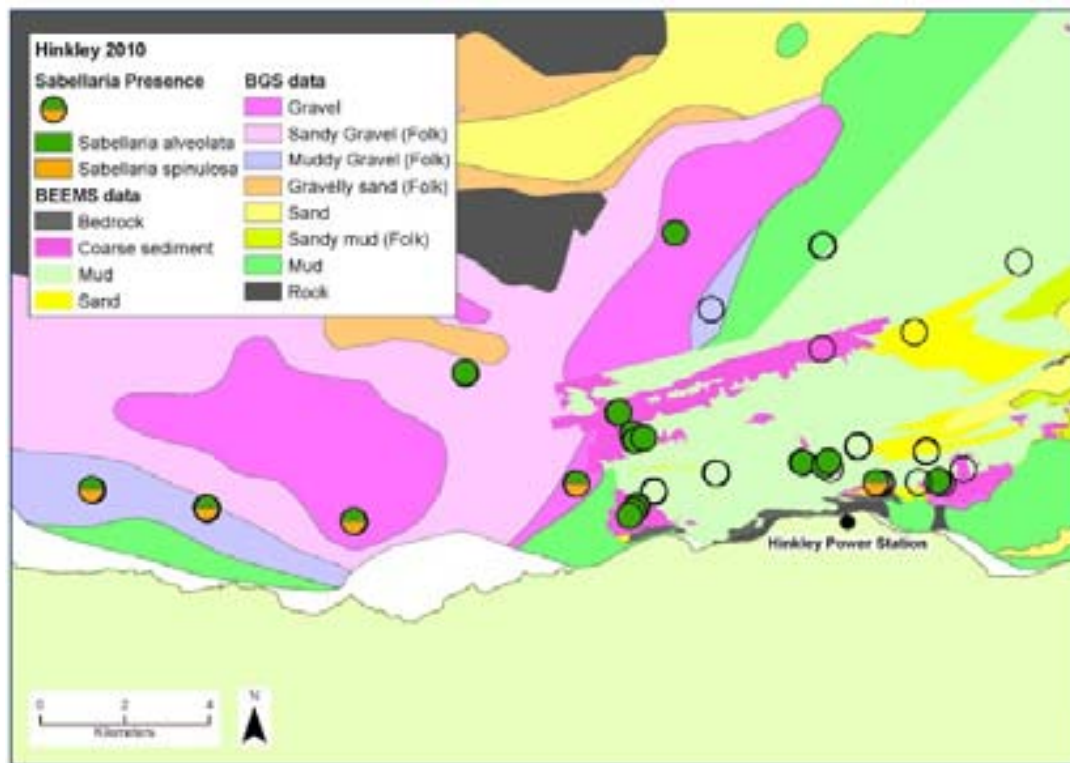 Hinkley 2010
Sabellaria Presence
Sabellaria alveolata
Sabellaria spinulosa
BEEMS data
Bedrock
Coarse sediment
Mud
Sand
BGS data
Gravel
Sandy Gravel (Folk)
Muddy Gravel (Folk)
Gravelly sand (Folk)
Sand
Sandy mud (Folk)
Mud
Rock
Hinkley Power Station
0 2 4
Kilometers
N